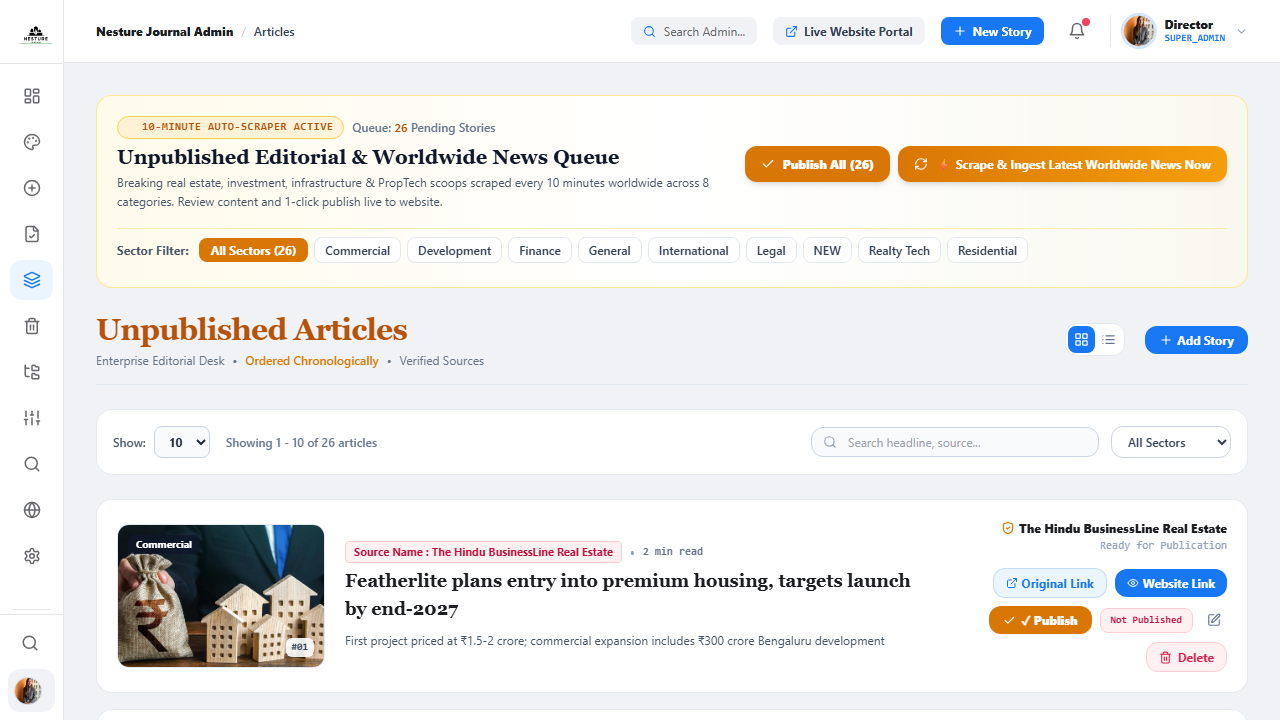 NESTURE
Nesture Journal Admin / Articles
Search Admin...
Live Website Portal
+ New Story
Director
SUPER_ADMIN
10-MINUTE AUTO-SCRAPER ACTIVE
Queue: 26 Pending Stories
Unpublished Editorial & Worldwide News Queue
Breaking real estate, investment, infrastructure & PropTech scoops scraped every 10 minutes worldwide across 8
categories. Review content and 1-click publish live to website.
Publish All (26)
Scrape & Ingest Latest Worldwide News Now
Sector Filter:
All Sectors (26)
Commercial
Development
Finance
General
International
Legal
NEW
Realty Tech
Residential
Unpublished Articles
Enterprise Editorial Desk • Ordered Chronologically • Verified Sources
+ Add Story
Show:
10
Showing 1 - 10 of 26 articles
Search headline, source...
All Sectors
Commercial
#01
Source Name : The Hindu BusinessLine Real Estate • 2 min read
Featherlite plans entry into premium housing, targets launch
by end-2027
First project priced at ₹1.5-2 crore; commercial expansion includes ₹300 crore Bengaluru development
The Hindu BusinessLine Real Estate
Ready for Publication
Original Link
Website Link
✓ Publish
Not Published
Delete